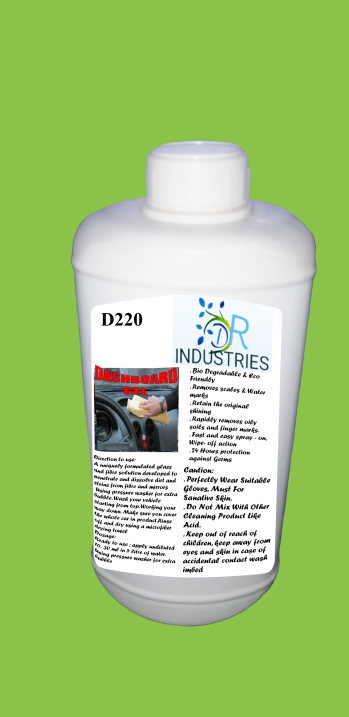 D220
DR
INDUSTRIES
DASHBOARD
GEL
.Bio Degradable & Eco
Friendly
. Removes scales & Water
marks
. Retain the original
shining
. Rapidly removes oily
soils and finger marks.
.Fast and easy spray - on,
Wipe- off action
.24 Hours protection
against Germs
Caution:
. Perfectly Wear Suitable
Gloves, Must For
Sanative Skin.
. Do Not Mix With Other
Cleaning Product Like
Acid.
. Keep out of reach of
children, keep away from
eyes and skin in case of
accidental contact wash
imbed
Direction to use:
A uniquely formulated glass
and fibre solution developed to
penetrate and dissolve dirt and
stains from fibre and mirrors
.Using pressure washer for extra
Bubble. Wash your vehicle
starting from top.Working your
way down. Make sure you cover
the whole car in product.Rinse
off and dry using a microfiber
drying towel
Dosage:
Ready to use ; apply undiluted
30 ml in 5 litre of water.
Using pressure washer for extra
Bubble